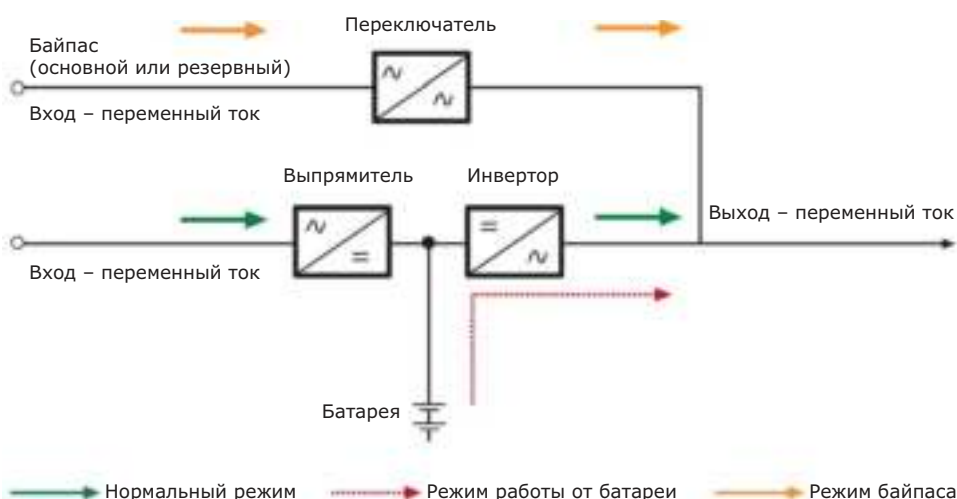 Переключатель
Байпас
(основной или резервный)
Вход – переменный ток
Выпрямитель
Инвертор
Выход – переменный ток
Вход – переменный ток
Батарея
Нормальный режим
Режим работы от батареи
Режим байпаса